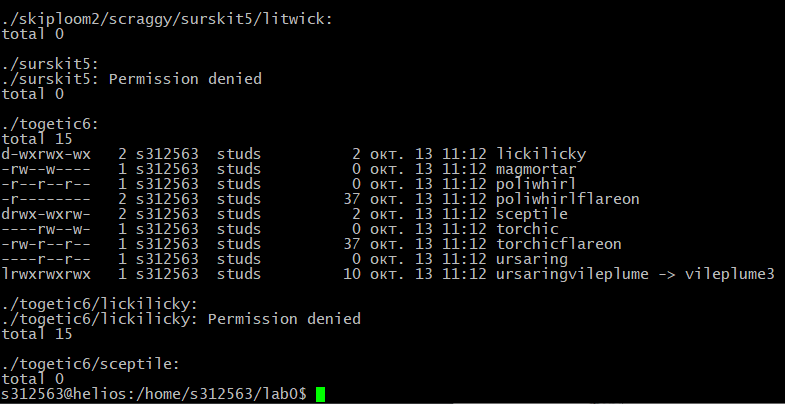 ./skiploom2/scraggy/surskit5/litwick:
total 0
./surskit5:
./surskit5: Permission denied
total 0
./togetic6:
total 15
d-wxrwx-wx   2 s312563  studs          2 окт. 13 11:12 lickilicky
-rw--w----   1 s312563  studs          0 окт. 13 11:12 magmortar
-r--r--r--   1 s312563  studs          0 окт. 13 11:12 poliwhirl
-r--------   2 s312563  studs         37 окт. 13 11:12 poliwhirlflareon
drwx-wxrw-   2 s312563  studs          2 окт. 13 11:12 sceptile
----rw--w-   1 s312563  studs          0 окт. 13 11:12 torchic
-rw-r--r--   1 s312563  studs         37 окт. 13 11:12 torchicflareon
-r--r-----   1 s312563  studs          0 окт. 13 11:12 ursaring
lrwxrwxrwx   1 s312563  studs         10 окт. 13 11:12 ursaringvileplume -> vileplume3
./togetic6/lickilicky:
./togetic6/lickilicky: Permission denied
total 15
./togetic6/sceptile:
total 0
s312563@helios:/home/s312563/lab0$